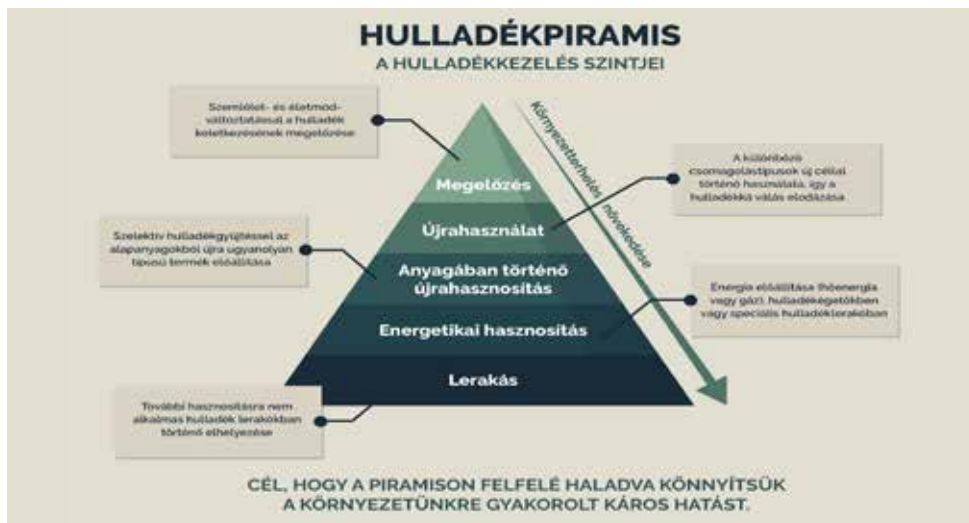 HULLADÉKPIRAMIS
A HULLADÉKKEZELÉS SZINTJEI
Szemlélet- és életmód-
változtatással a hulladék
keletkezésének megelőzése
Környezetterhelés növekedése
Megelőzés
A különböző
csomagolástípusok új céllal
történő használata, így a
hulladékká válás elodázása
Újrahasználat
Szelektív hulladékgyűjtéssel az
alapanyagokból újra ugyanolyan
típusú termék előállítása
Anyagában történő
újrahasznosítás
Energia előállítása (hőenergia
vagy gáz), hulladékégetőkben
vagy speciális hulladéklerakóban
Energetikai hasznosítás
Lerakás
További hasznosításra nem
alkalmas hulladék lerakókban
történő elhelyezése
CÉL, HOGY A PIRAMISON FELFELÉ HALADVA KÖNNYÍTSÜK
A KÖRNYEZETÜNKRE GYAKOROLT KÁROS HATÁST.